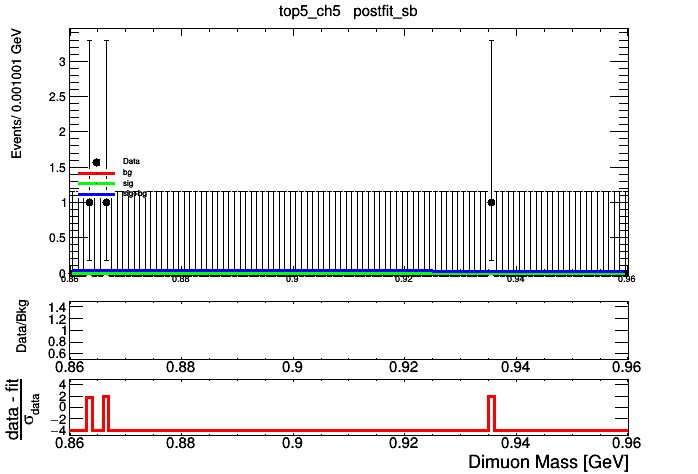 top5_ch5 postfit_sb
Events/ 0.001001 GeV
3
2.5
2
1.5
1
0.5
0
Data
bg
sig
sig+bg
0.86 0.88 0.9 0.92 0.94 0.96
Data/Bkg
1.4
1.2
1
0.8
0.6
0.86 0.88 0.9 0.92 0.94 0.96
data - fit
σdata
4
2
0
−2
−4
0.86 0.88 0.9 0.92 0.94 0.96
Dimuon Mass [GeV]